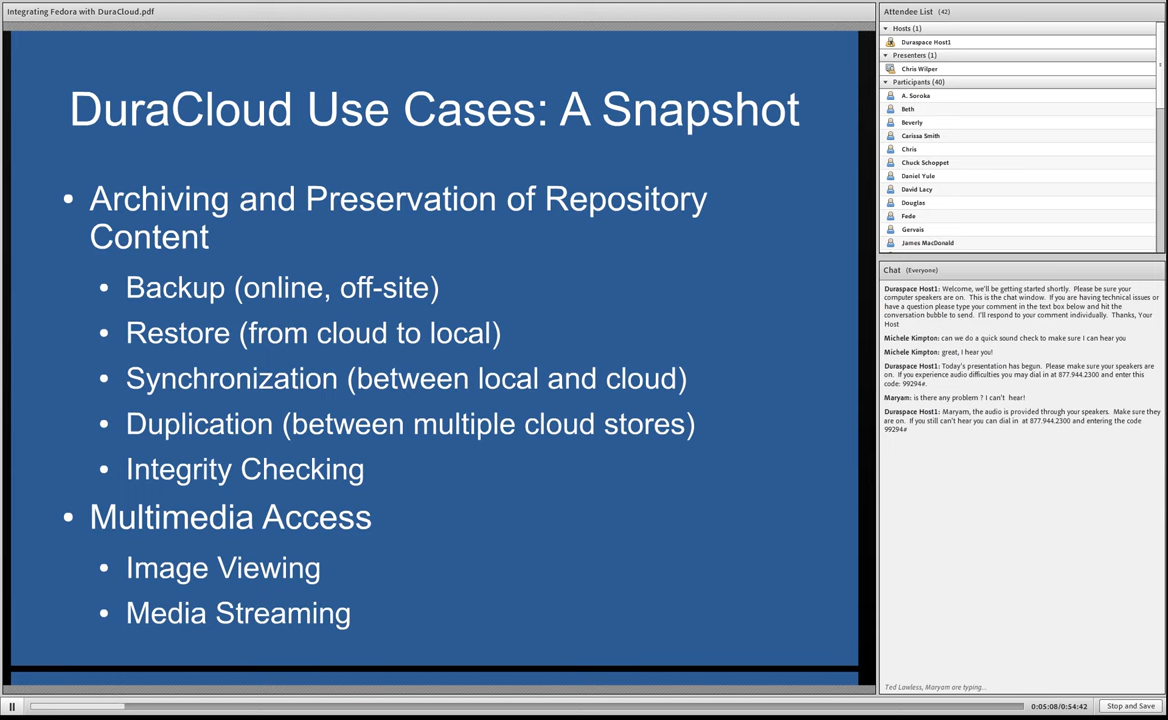 Integrating Fedora with DuraCloud.pdf
DuraCloud Use Cases: A Snapshot
• Archiving and Preservation of Repository
Content
• Backup (online, off-site)
• Restore (from cloud to local)
• Synchronization (between local and cloud)
• Duplication (between multiple cloud stores)
• Integrity Checking
• Multimedia Access
• Image Viewing
• Media Streaming
Attendee List (42)
Hosts (1)
Duraspace Host1
Presenters (1)
Chris Wilper
Participants (40)
A. Soroka
Beth
Beverly
Carissa Smith
Chris
Chuck Schoppet
Daniel Yule
David Lacy
Douglas
Fede
Gervais
James MacDonald
Chat (Everyone)
Duraspace Host1: Welcome, we'll be getting started shortly. Please be sure your
computer speakers are on. This is the chat window. If you are having technical issues or
have a question please type your comment in the text box below and hit the
conversation bubble to send. I'll respond to your comment individually. Thanks, Your
Host
Michele Kimpton: can we do a quick sound check to make sure I can hear you
Michele Kimpton: great, I hear you!
Duraspace Host1: Today's presentation has begun. Please make sure your speakers are
on. If you experience audio difficulties you may dial in at 877.944.2300 and enter this
code: 99294#.
Maryam: is there any problem ? I can't hear!
Duraspace Host1: Maryam, the audio is provided through your speakers. Make sure they
are on. If you still can't hear you can dial in at 877.944.2300 and entering the code
99294#
Ted Lawless, Maryam are typing...
0:05:08/0:54:42
Stop and Save